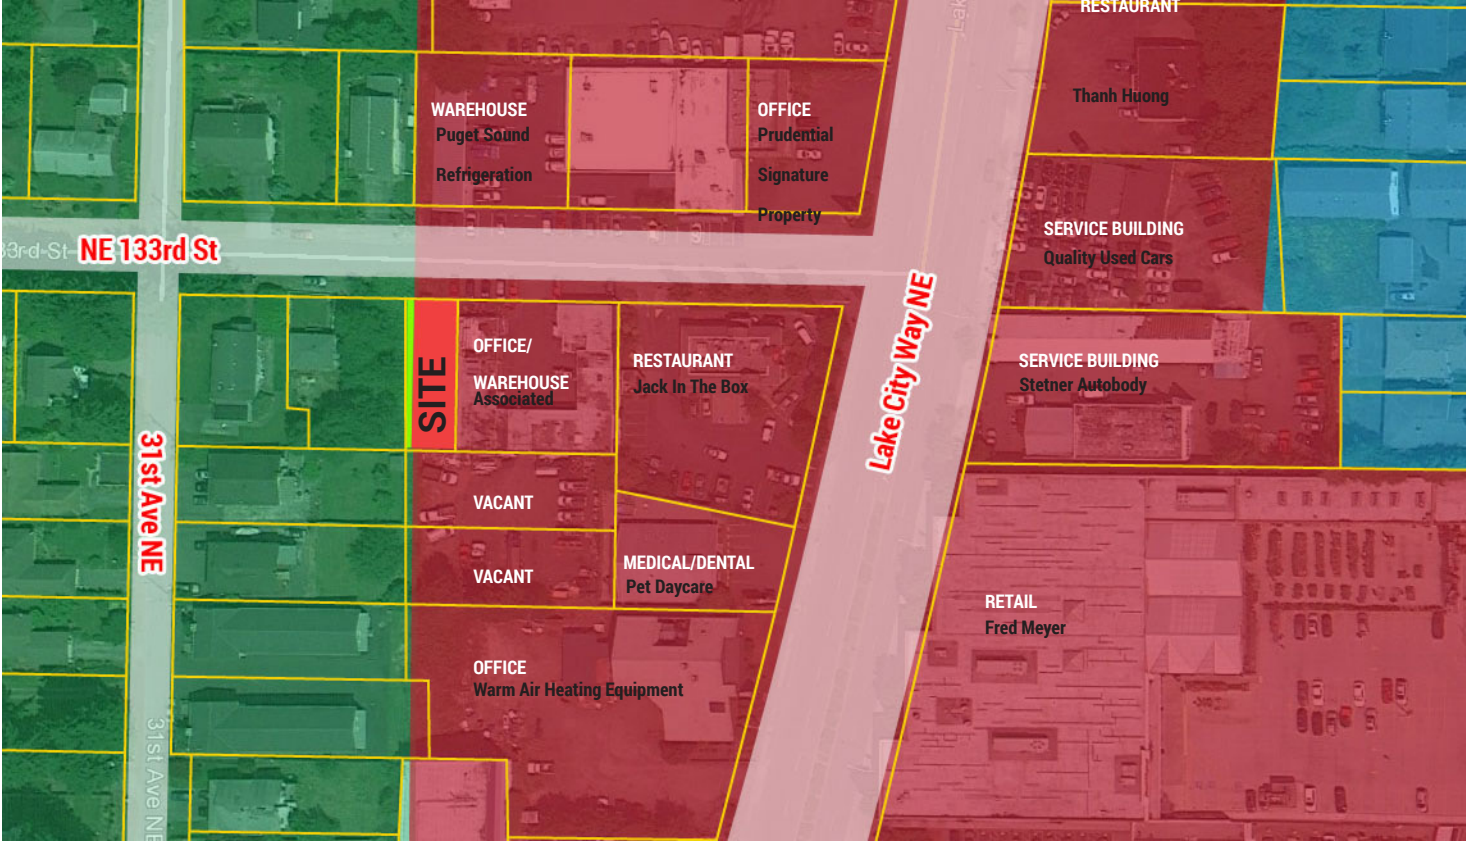 RESTAURANT
Thanh Huong
WAREHOUSE
Puget Sound
Refrigeration
OFFICE
Prudential
Signature
Property
SERVICE BUILDING
Quality Used Cars
33rd St
NE 133rd St
Lake City Way NE
OFFICE/
WAREHOUSE
Associated
SITE
RESTAURANT
Jack In The Box
SERVICE BUILDING
Stetner Autobody
31st Ave NE
VACANT
VACANT
MEDICAL/DENTAL
Pet Daycare
RETAIL
Fred Meyer
OFFICE
Warm Air Heating Equipment
31st Ave NE